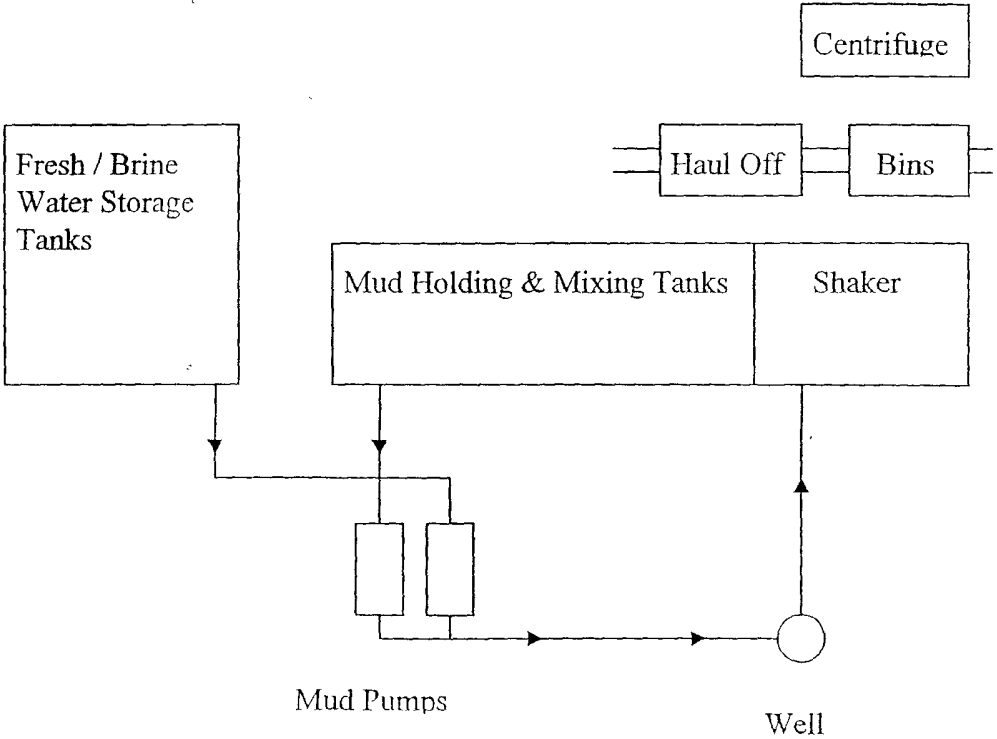 Centrifuge
Fresh / Brine
Water Storage
Tanks
Haul Off
Bins
Mud Holding & Mixing Tanks
Shaker
Mud Pumps
Well